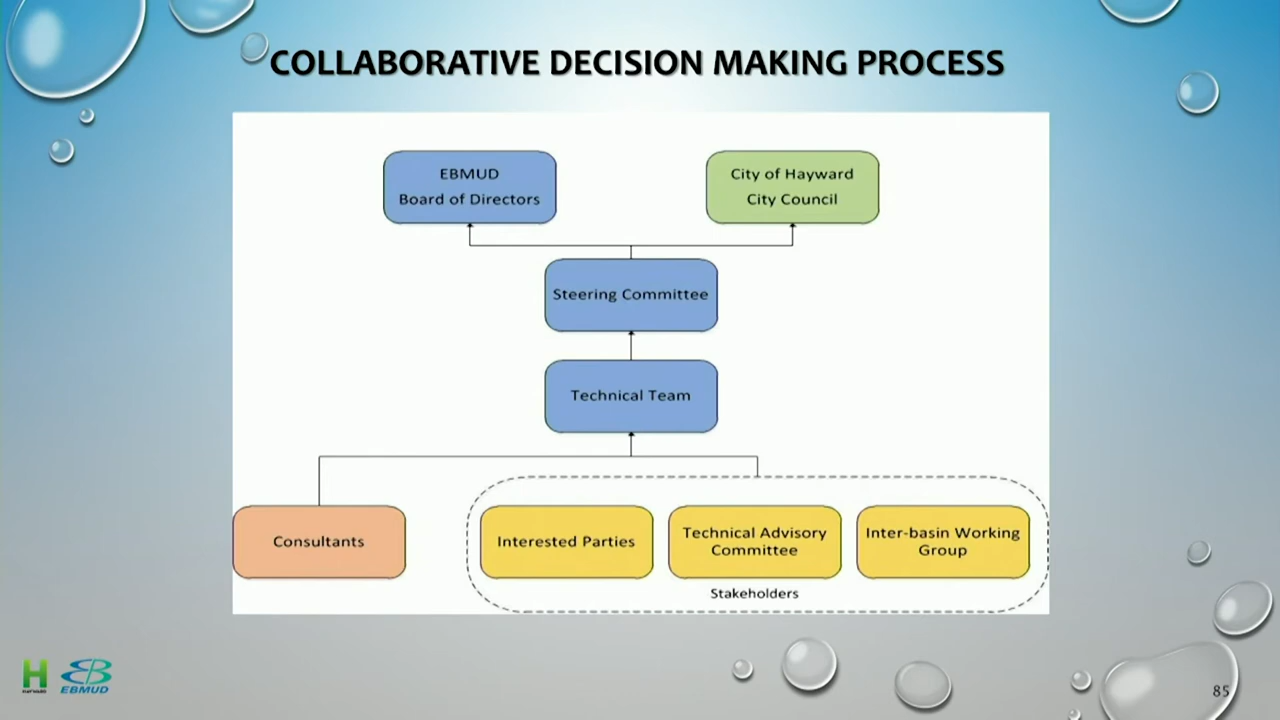 COLLABORATIVE DECISION MAKING PROCESS
EBMUD
Board of Directors
City of Hayward
City Council
Steering Committee
Technical Team
Consultants
Interested Parties
Technical Advisory
Committee
Inter-basin Working
Group
Stakeholders
H
HAYWARD
EBMUD
85